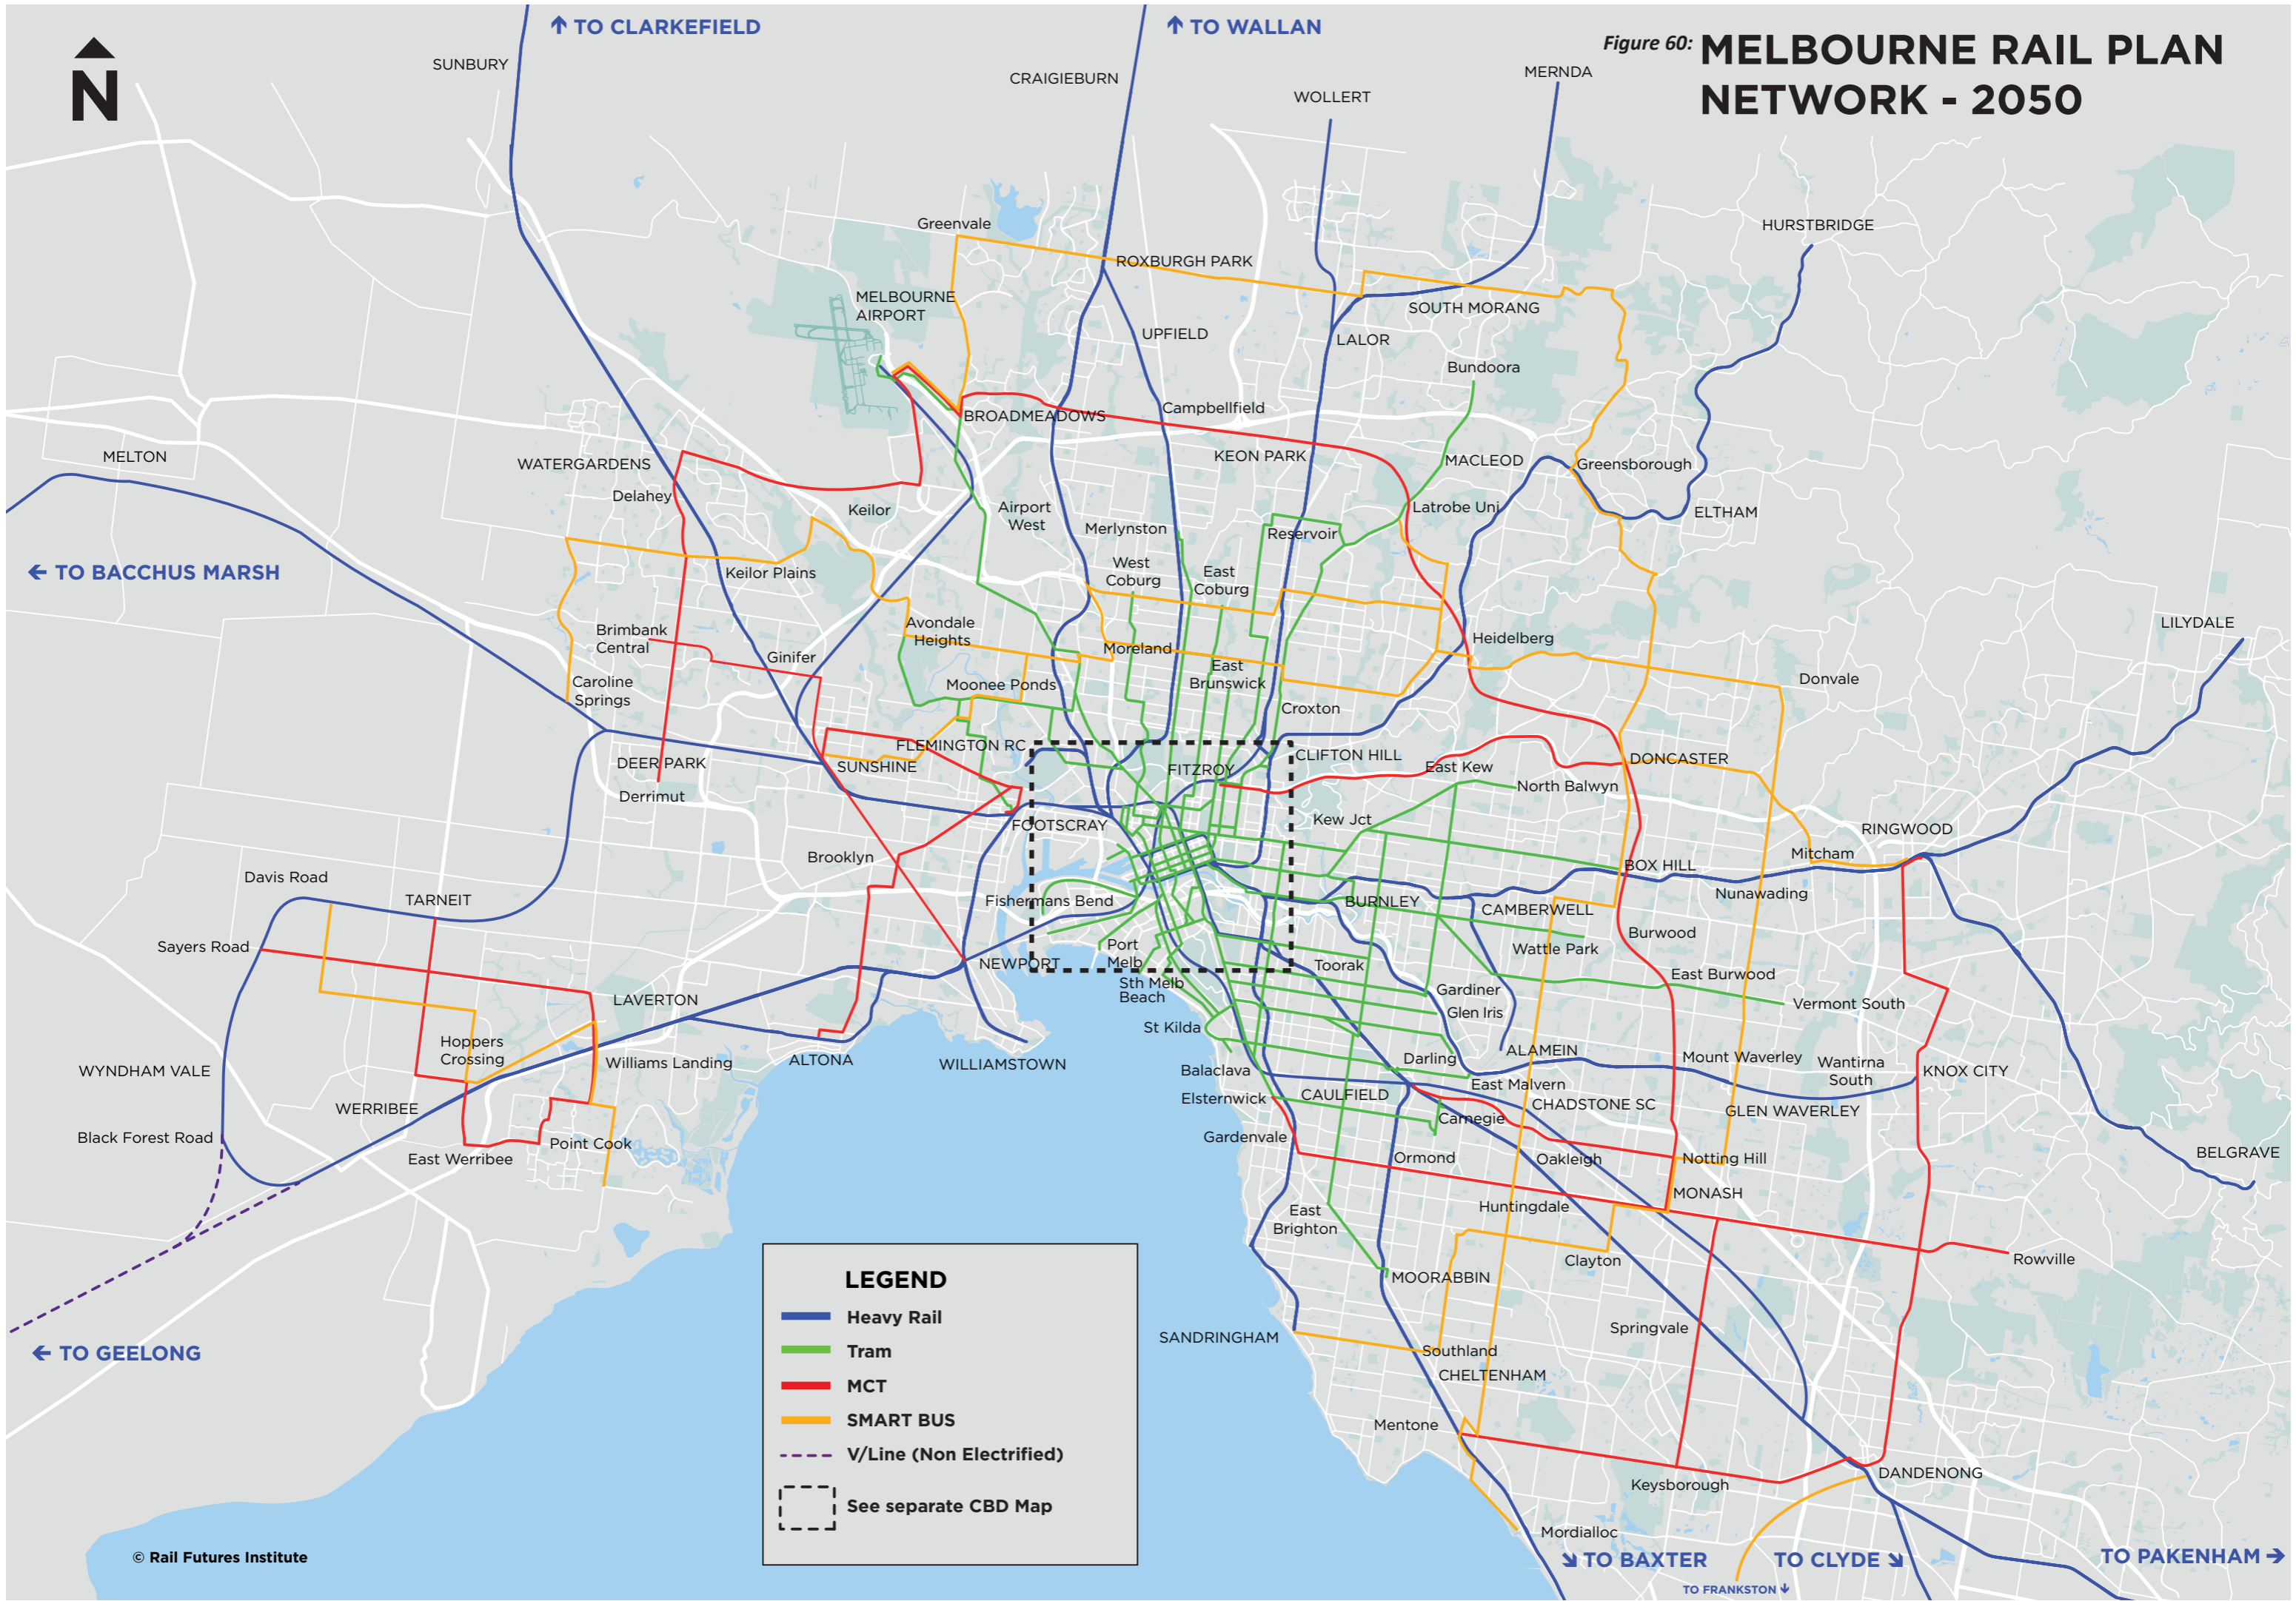 ↑ TO CLARKEFIELD
↑ TO WALLAN
Figure 60: MELBOURNE RAIL PLAN
NETWORK - 2050
N
SUNBURY
CRAIGIEBURN
WOLLERT
MERNDA
Greenvale
HURSTBRIDGE
ROXBURGH PARK
MELBOURNE
AIRPORT
SOUTH MORANG
UPFIELD
LALOR
Bundoora
BROADMEADOWS
Campbellfield
MELTON
WATERGARDENS
KEON PARK
MACLEOD
Greensborough
Delahey
Keilor
Airport
West
Latrobe Uni
ELTHAM
Merlynston
Reservoir
← TO BACCHUS MARSH
Keilor Plains
West
Coburg
East
Coburg
Brimbank
Central
Avondale
Heights
LILYDALE
Ginifer
Moreland
Heidelberg
Caroline
Springs
Moonee Ponds
East
Brunswick
Donvale
Croxton
FLEMINGTON RC
CLIFTON HILL
DEER PARK
SUNSHINE
FITZROY
East Kew
DONCASTER
Derrimut
North Balwyn
FOOTSCRAY
Kew Jct
RINGWOOD
Brooklyn
BOX HILL
Mitcham
Davis Road
TARNEIT
Fishermans Bend
BURNLEY
CAMBERWELL
Nunawading
Sayers Road
Port
Melb
Wattle Park
Burwood
NEWPORT
Toorak
East Burwood
LAVERTON
Sth Melb
Beach
Gardiner
Vermont South
Glen Iris
Hoppers
Crossing
St Kilda
WYNDHAM VALE
Williams Landing
ALTONA
WILLIAMSTOWN
Darling
ALAMEIN
Mount Waverley
Wantirna
South
KNOX CITY
Balaclava
East Malvern
WERRIBEE
Elsternwick
CAULFIELD
CHADSTONE SC
GLEN WAVERLEY
Carnegie
Black Forest Road
Point Cook
Gardenvale
East Werribee
Ormond
Oakleigh
Notting Hill
BELGRAVE
MONASH
East
Brighton
Huntingdale
Clayton
Rowville
MOORABBIN
LEGEND
Heavy Rail
Tram
MCT
SMART BUS
V/Line (Non Electrified)
See separate CBD Map
← TO GEELONG
SANDRINGHAM
Springvale
Southland
CHELTENHAM
Mentone
Keysborough
DANDENONG
Mordialloc
© Rail Futures Institute
↘ TO BAXTER
TO CLYDE ↘
TO PAKENHAM →
TO FRANKSTON ↓